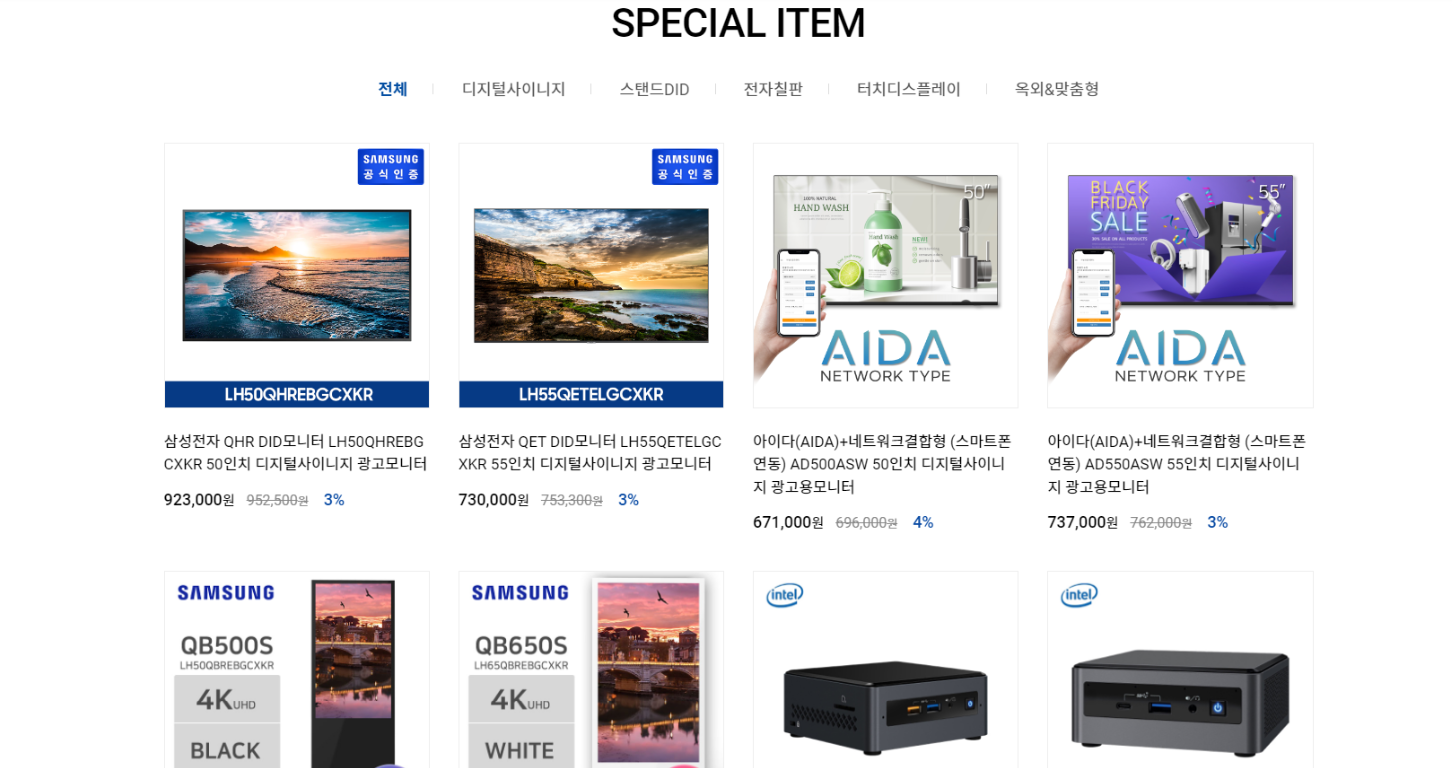 SPECIAL ITEM
전체
디지털사이니지
스탠드DID
전자칠판
터치디스플레이
옥외&맞춤형
SAMSUNG
공식인증
LH50QHREBGCXKR
SAMSUNG
공식인증
LH55QETELGCXKR
50"
100% NATURAL
HAND WASH
Hand Wash
NEW!
AIDA
NETWORK TYPE
55"
BLACK
FRIDAY
SALE
AIDA
NETWORK TYPE
삼성전자 QHR DID모니터 LH50QHREBG
CXKR 50인치 디지털사이니지 광고모니터
923,000원 952,500원 3%
삼성전자 QET DID모니터 LH55QETELGC
XKR 55인치 디지털사이니지 광고모니터
730,000원 753,300원 3%
아이다(AIDA)+네트워크결합형 (스마트폰
연동) AD500ASW 50인치 디지털사이니
지 광고용모니터
671,000원 696,000원 4%
아이다(AIDA)+네트워크결합형 (스마트폰
연동) AD550ASW 55인치 디지털사이니
지 광고용모니터
737,000원 762,000원 3%
SAMSUNG
QB500S
LH50QBREBGCXKR
4K UHD
BLACK
SAMSUNG
QB650S
LH65QBREBGCXKR
4K UHD
WHITE
intel
intel